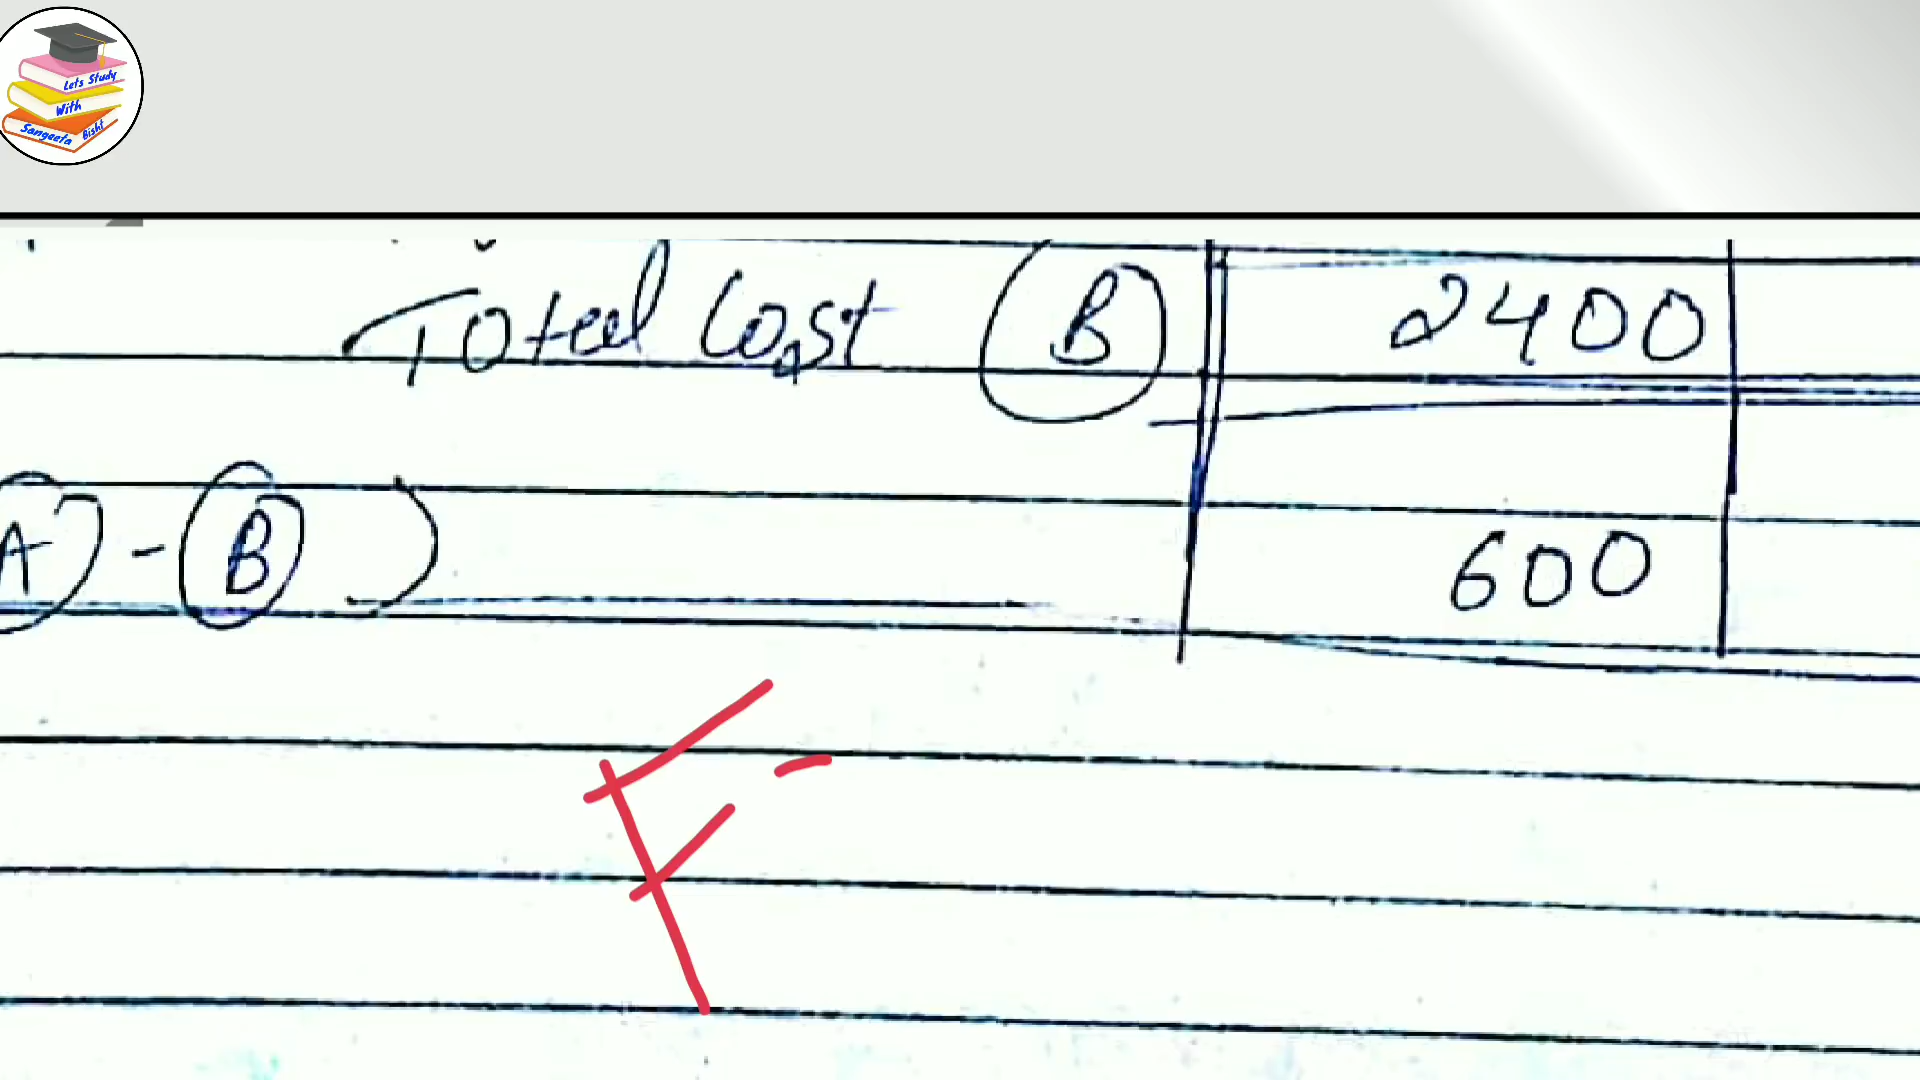 Lets Study
With
Sangeeta Bisht
Total Cost B 2400
A - B ) 600
F